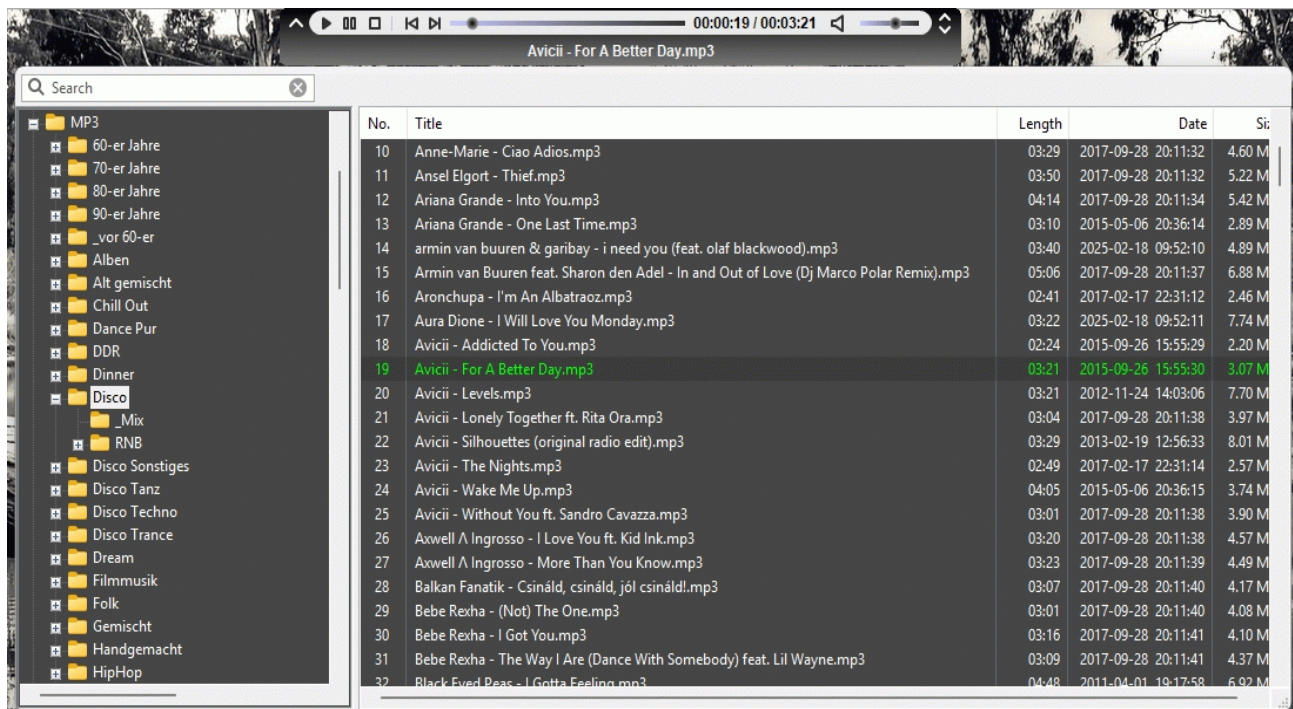 00:00:19 / 00:03:21
Avicii - For A Better Day.mp3
Search
MP3
60-er Jahre
70-er Jahre
80-er Jahre
90-er Jahre
_vor 60-er
Alben
Alt gemischt
Chill Out
Dance Pur
DDR
Dinner
Disco
_Mix
RNB
Disco Sonstiges
Disco Tanz
Disco Techno
Disco Trance
Dream
Filmmusik
Folk
Gemischt
Handgemacht
HipHop
No. Title Length Date
10 Anne-Marie - Ciao Adios.mp3 03:29 2017-09-28 20:11:32 4.60 M
11 Ansel Elgort - Thief.mp3 03:50 2017-09-28 20:11:32 5.22 M
12 Ariana Grande - Into You.mp3 04:14 2017-09-28 20:11:34 5.42 M
13 Ariana Grande - One Last Time.mp3 03:10 2015-05-06 20:36:14 2.89 M
14 armin van buuren & garibay - i need you (feat. olaf blackwood).mp3 03:40 2025-02-18 09:52:10 4.89 M
15 Armin van Buuren feat. Sharon den Adel - In and Out of Love (Dj Marco Polar Remix).mp3 05:06 2017-09-28 20:11:37 6.88 M
16 Aronchupa - I'm An Albatraoz.mp3 02:41 2017-02-17 22:31:12 2.46 M
17 Aura Dione - I Will Love You Monday.mp3 03:22 2025-02-18 09:52:11 7.74 M
18 Avicii - Addicted To You.mp3 02:24 2015-09-26 15:55:29 2.20 M
19 Avicii - For A Better Day.mp3 03:21 2015-09-26 15:55:30 3.07 M
20 Avicii - Levels.mp3 03:21 2012-11-24 14:03:06 7.70 M
21 Avicii - Lonely Together ft. Rita Ora.mp3 03:04 2017-09-28 20:11:38 3.97 M
22 Avicii - Silhouettes (original radio edit).mp3 03:29 2013-02-19 12:56:33 8.01 M
23 Avicii - The Nights.mp3 02:49 2017-02-17 22:31:14 2.57 M
24 Avicii - Wake Me Up.mp3 04:05 2015-05-06 20:36:15 3.74 M
25 Avicii - Without You ft. Sandro Cavazza.mp3 03:01 2017-09-28 20:11:38 3.90 M
26 Axwell Λ Ingrosso - I Love You ft. Kid Ink.mp3 03:20 2017-09-28 20:11:38 4.57 M
27 Axwell Λ Ingrosso - More Than You Know.mp3 03:23 2017-09-28 20:11:39 4.49 M
28 Balkan Fanatik - Csináld, csináld, jól csináld!.mp3 03:07 2017-09-28 20:11:40 4.17 M
29 Bebe Rexha - (Not) The One.mp3 03:01 2017-09-28 20:11:40 4.08 M
30 Bebe Rexha - I Got You.mp3 03:16 2017-09-28 20:11:41 4.10 M
31 Bebe Rexha - The Way I Are (Dance With Somebody) feat. Lil Wayne.mp3 03:09 2017-09-28 20:11:41 4.37 M
32 Black Eyed Peas - I Gotta Feeling.mp3 04:48 2011-04-01 19:17:58 6.92 M